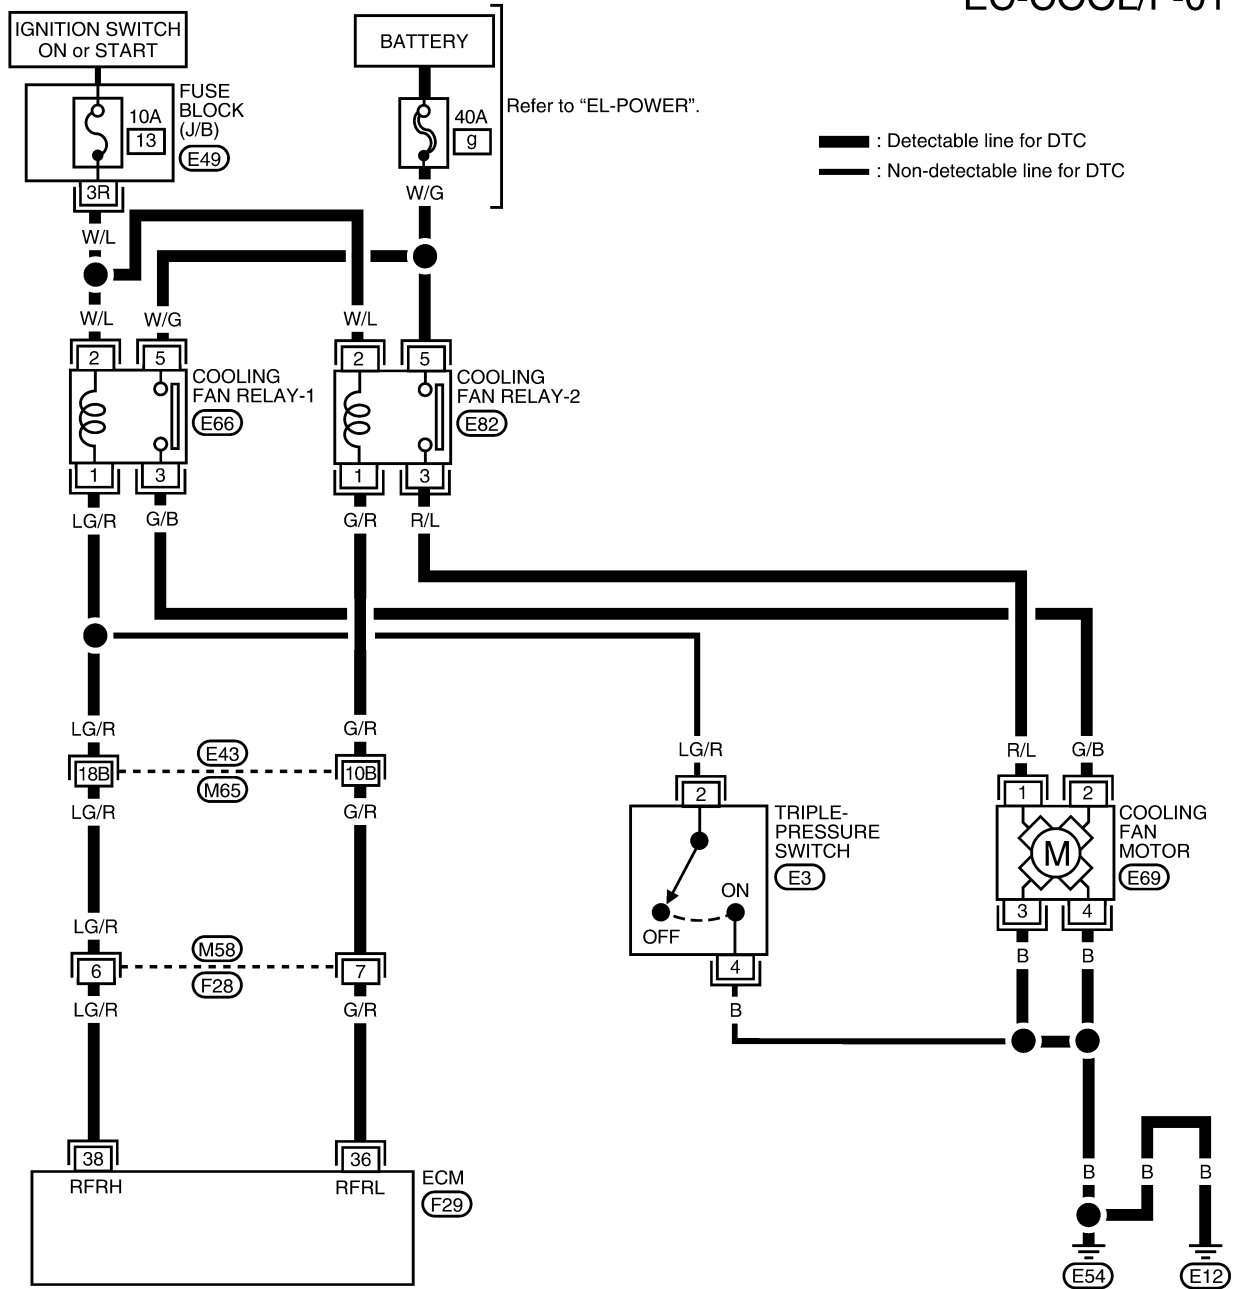 IGNITION SWITCH
ON or START
BATTERY
FUSE
BLOCK
(J/B)
E49
10A
13
40A
g
Refer to “EL-POWER”.
: Detectable line for DTC
: Non-detectable line for DTC
3R
W/G
W/L
W/L
W/G
W/L
2
5
2
5
COOLING
FAN RELAY-1
E66
COOLING
FAN RELAY-2
E82
1
3
1
3
LG/R
G/B
G/R
R/L
LG/R
G/R
LG/R
R/L
G/B
18B
E43
M65
10B
LG/R
G/R
2
1
2
TRIPLE-
PRESSURE
SWITCH
E3
COOLING
FAN
MOTOR
E69
M
ON
OFF
3
4
LG/R
M58
F28
6
7
4
B
B
LG/R
G/R
B
38
36
RFRH
RFRL
ECM
F29
B
B
B
E54
E12